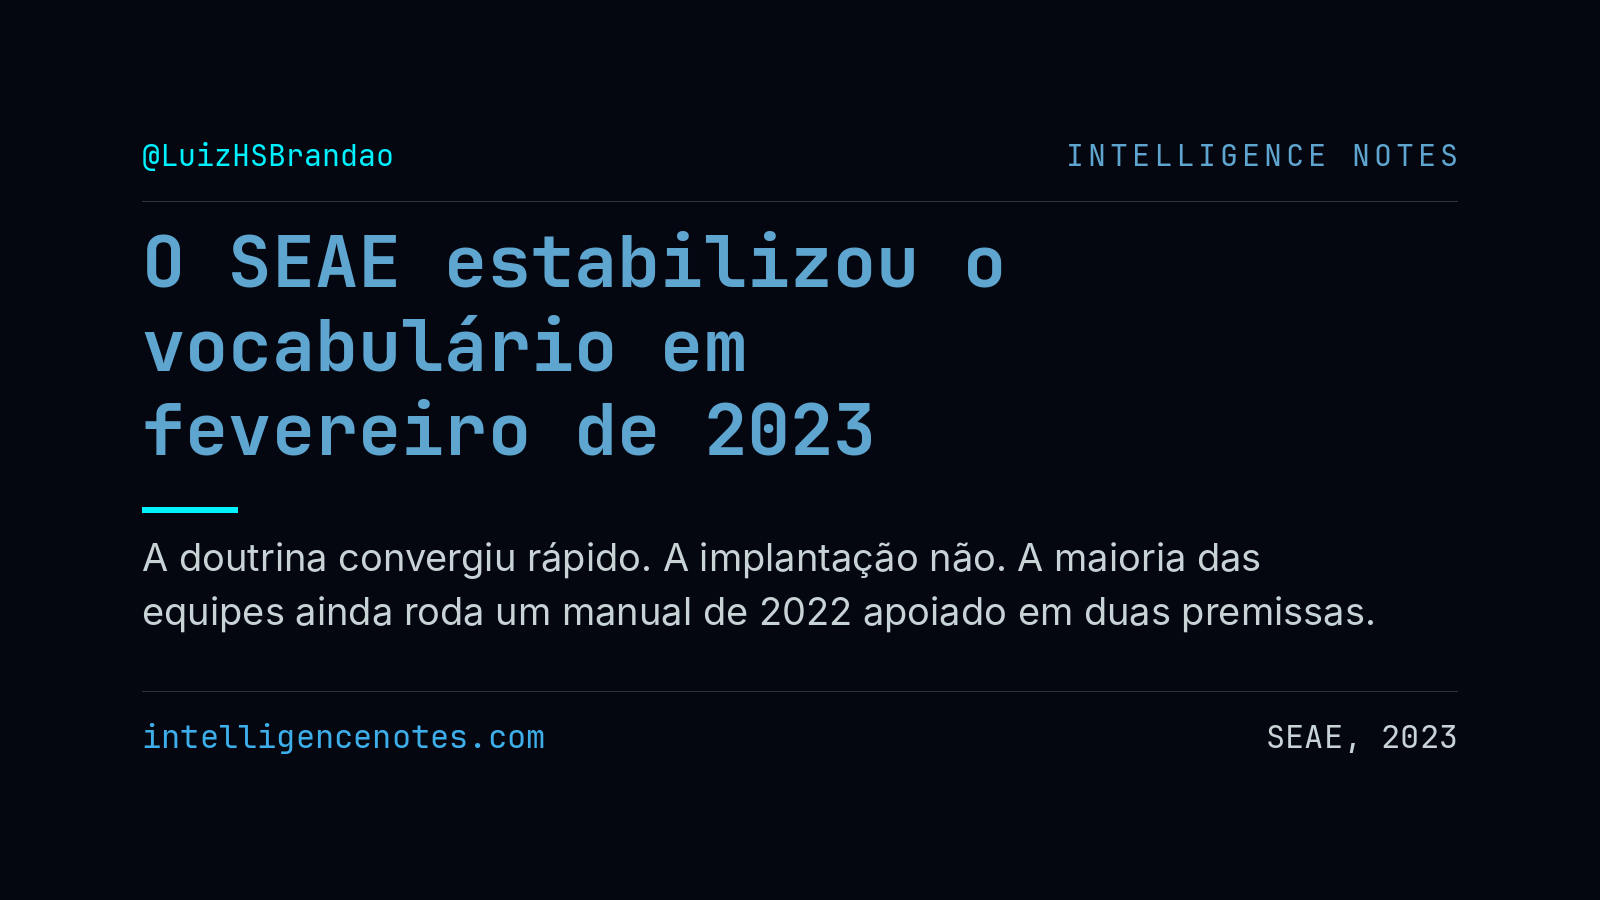 @LuizHSBrandao
INTELLIGENCE NOTES
O SEAE estabilizou o
vocabulário em
fevereiro de 2023
A doutrina convergiu rápido. A implantação não. A maioria das
equipes ainda roda um manual de 2022 apoiado em duas premissas.
intelligencenotes.com
SEAE, 2023